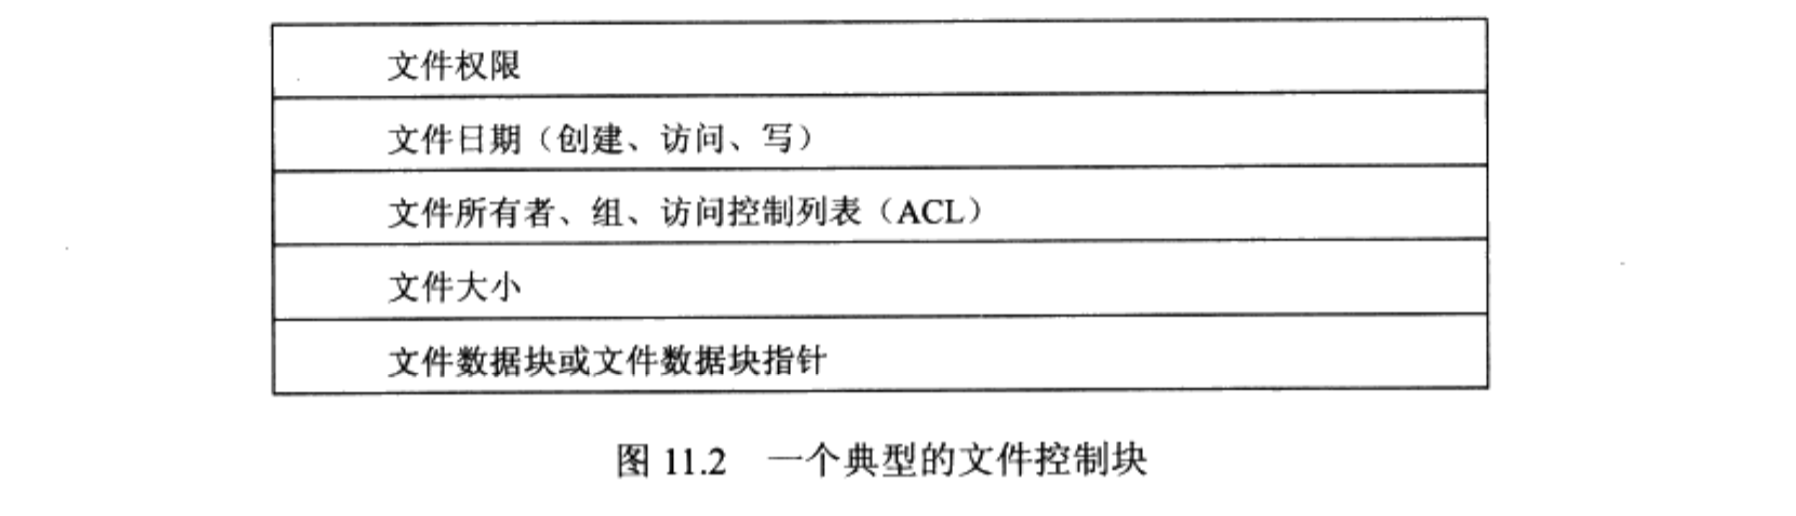 文件权限
文件日期（创建、访问、写）
文件所有者、组、访问控制列表（ACL）
文件大小
文件数据块或文件数据块指针
图 11.2 一个典型的文件控制块